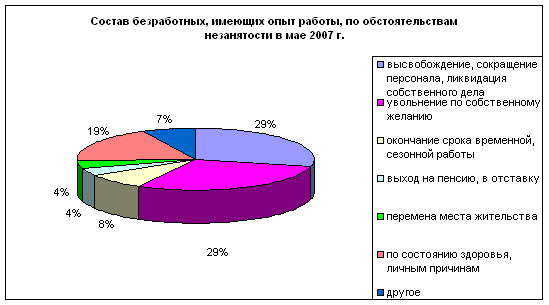 Состав безработных, имеющих опыт работы, по обстоятельствам
незанятости в мае 2007 г.
29%
29%
8%
4%
4%
19%
7%
высвобождение, сокращение
персонала, ликвидация
собственного дела
увольнение по собственному
желанию
окончание срока временной,
сезонной работы
выход на пенсию, в отставку
перемена места жительства
по состоянию здоровья,
личным причинам
другое